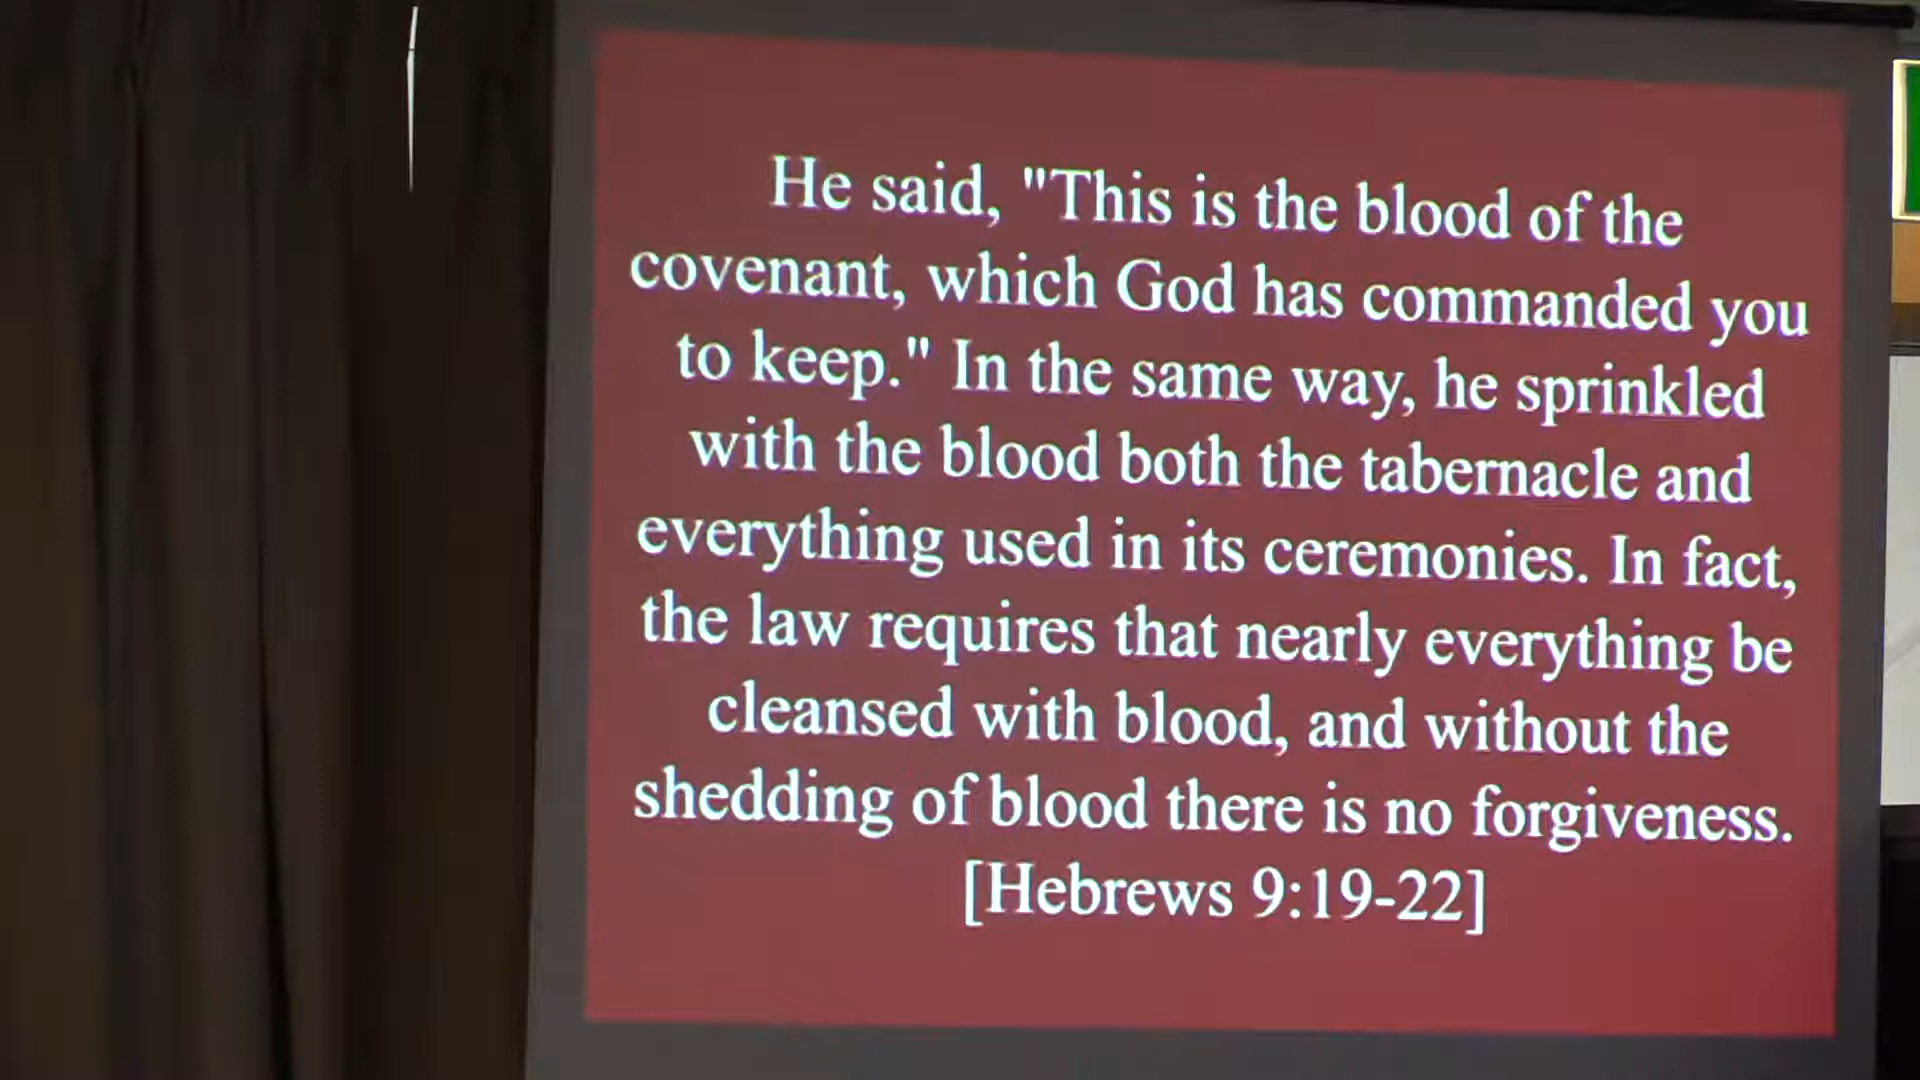 He said, "This is the blood of the
covenant, which God has commanded you
to keep." In the same way, he sprinkled
with the blood both the tabernacle and
everything used in its ceremonies. In fact,
the law requires that nearly everything be
cleansed with blood, and without the
shedding of blood there is no forgiveness.
[Hebrews 9:19-22]